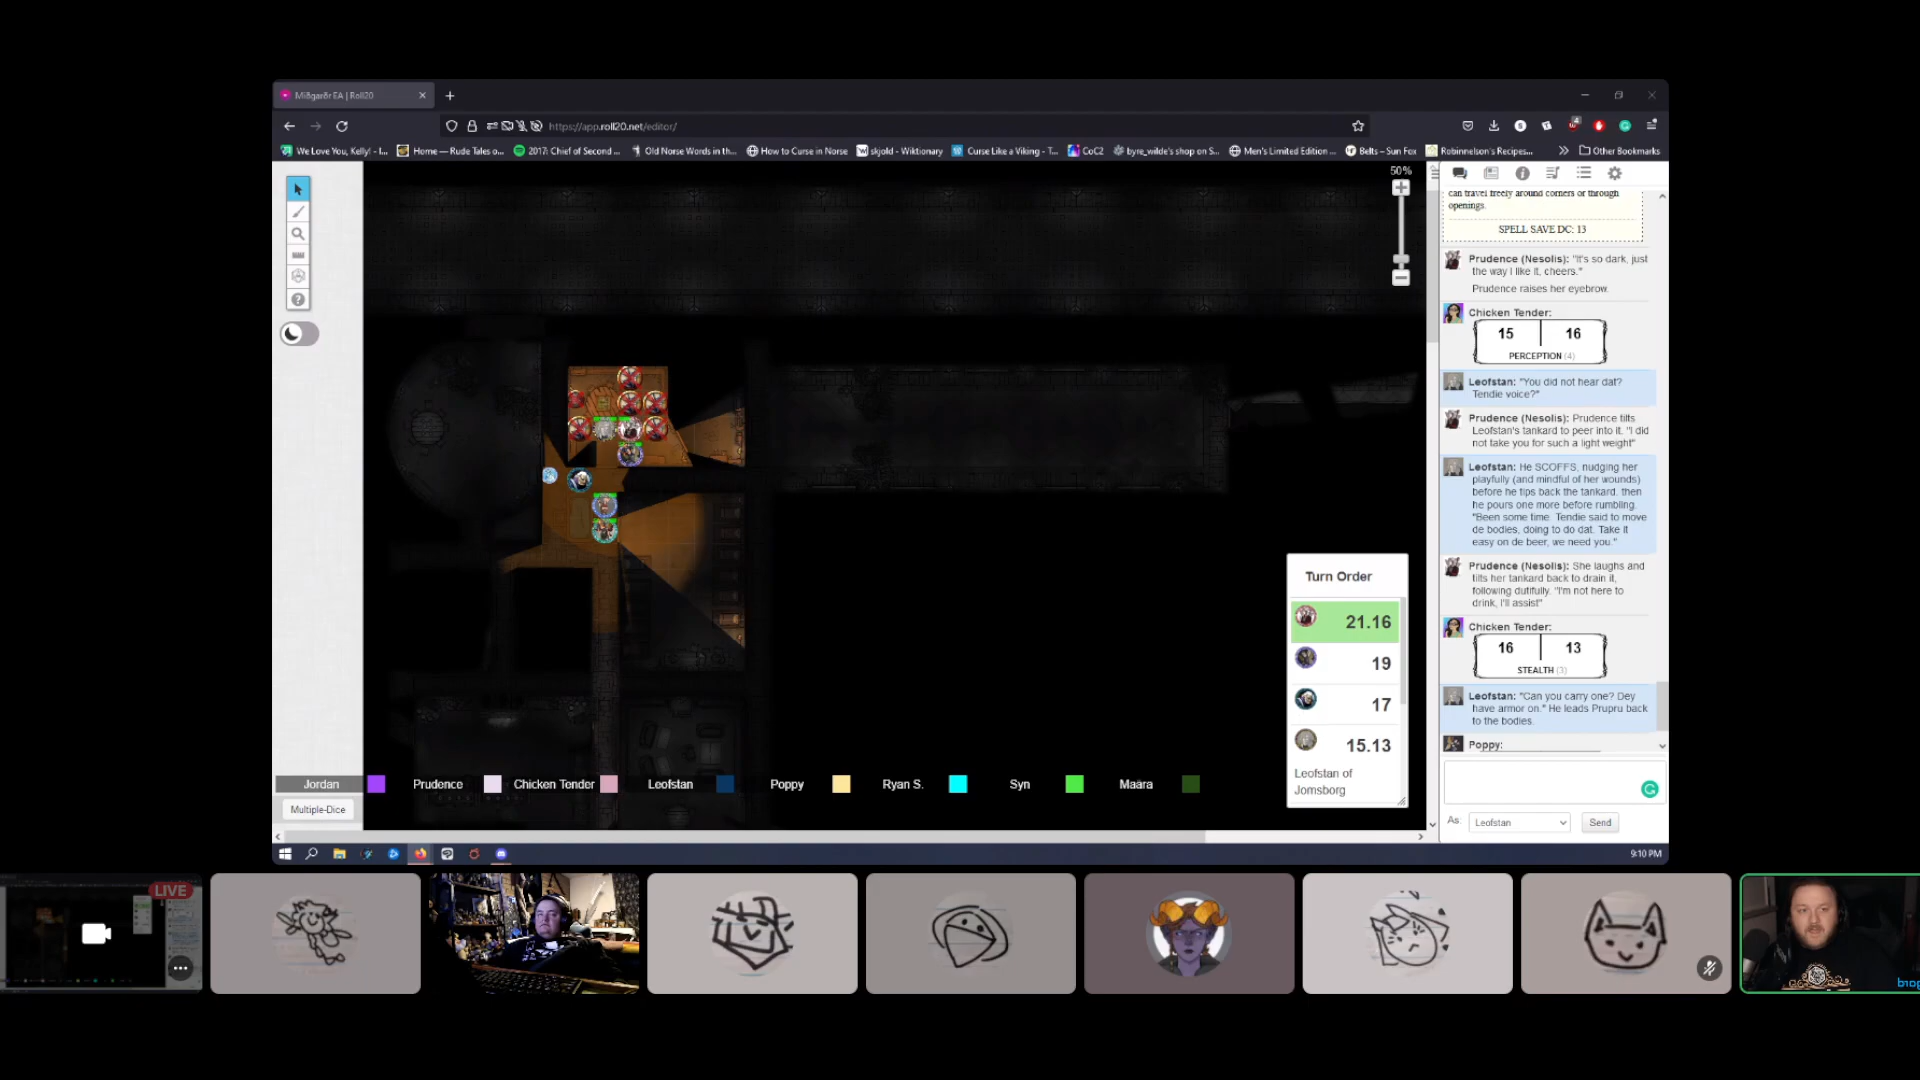 Miðgarðr EA | Roll20
https://app.roll20.net/editor/
We Love You, Kelly! - I...
Home — Rude Tales o...
2017: Chief of Second ...
Old Norse Words in th...
How to Curse in Norse
skjold - Wiktionary
Curse Like a Viking - T...
CoC2
byre_wilde's shop on S...
Men's Limited Edition ...
Belts – Sun Fox
Robinnelson's Recipes...
Other Bookmarks
50%
can travel freely around corners or through
openings.
SPELL SAVE DC: 13
Prudence (Nesolis): "It's so dark, just
the way I like it, cheers."
Prudence raises her eyebrow.
Chicken Tender:
15 16
PERCEPTION (4)
Leofstan: "You did not hear dat?
Tendie voice?"
Prudence (Nesolis): Prudence tilts
Leofstan's tankard to peer into it. "I did
not take you for such a light weight"
Leofstan: He SCOFFS, nudging her
playfully (and mindful of her wounds)
before he tips back the tankard. then
he pours one more before rumbling.
"Been some time. Tendie said to move
de bodies, doing to do dat. Take it
easy on de beer, we need you."
Prudence (Nesolis): She laughs and
tilts her tankard back to drain it,
following dutifully. "I'm not here to
drink, I'll assist"
Chicken Tender:
16 13
STEALTH (3)
Leofstan: "Can you carry one? Dey
have armor on." He leads Prupru back
to the bodies.
Poppy:
Turn Order
21.16
19
17
15.13
Leofstan of
Jomsborg
Jordan
Prudence
Chicken Tender
Leofstan
Poppy
Ryan S.
Syn
Maara
Multiple-Dice
As:
Leofstan
Send
9:10 PM
LIVE